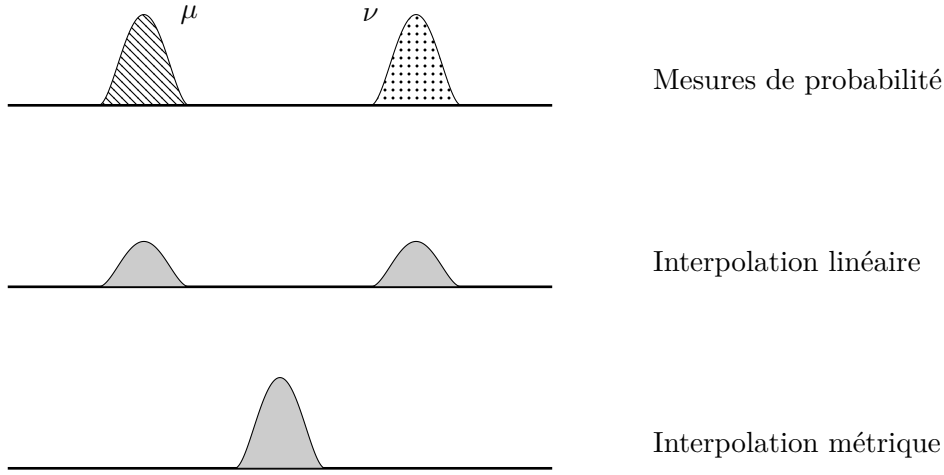 μ
ν
Mesures de probabilité
Interpolation linéaire
Interpolation métrique